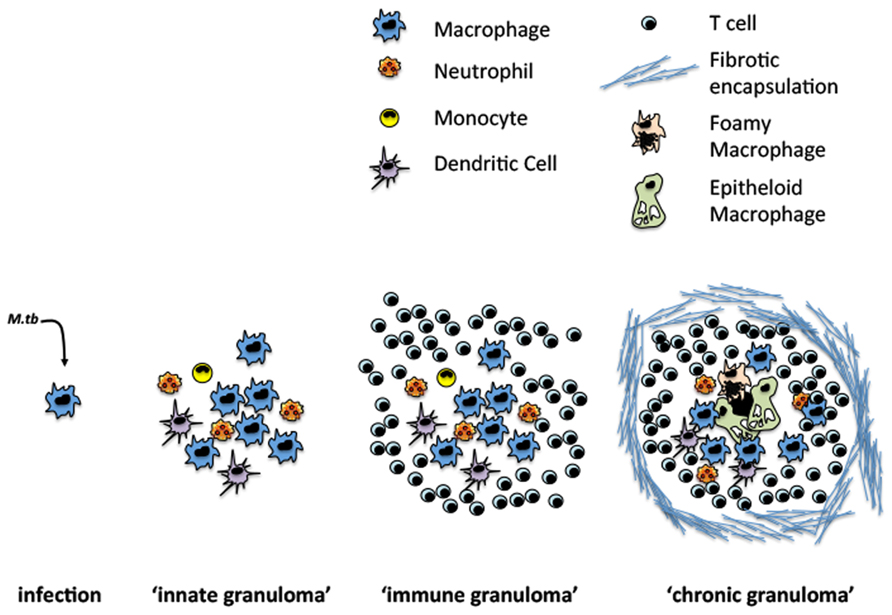 Macrophage
Neutrophil
Monocyte
Dendritic Cell
T cell
Fibrotic
encapsulation
Foamy
Macrophage
Epitheloid
Macrophage
M.tb
infection
‘innate granuloma’
‘immune granuloma’
‘chronic granuloma’